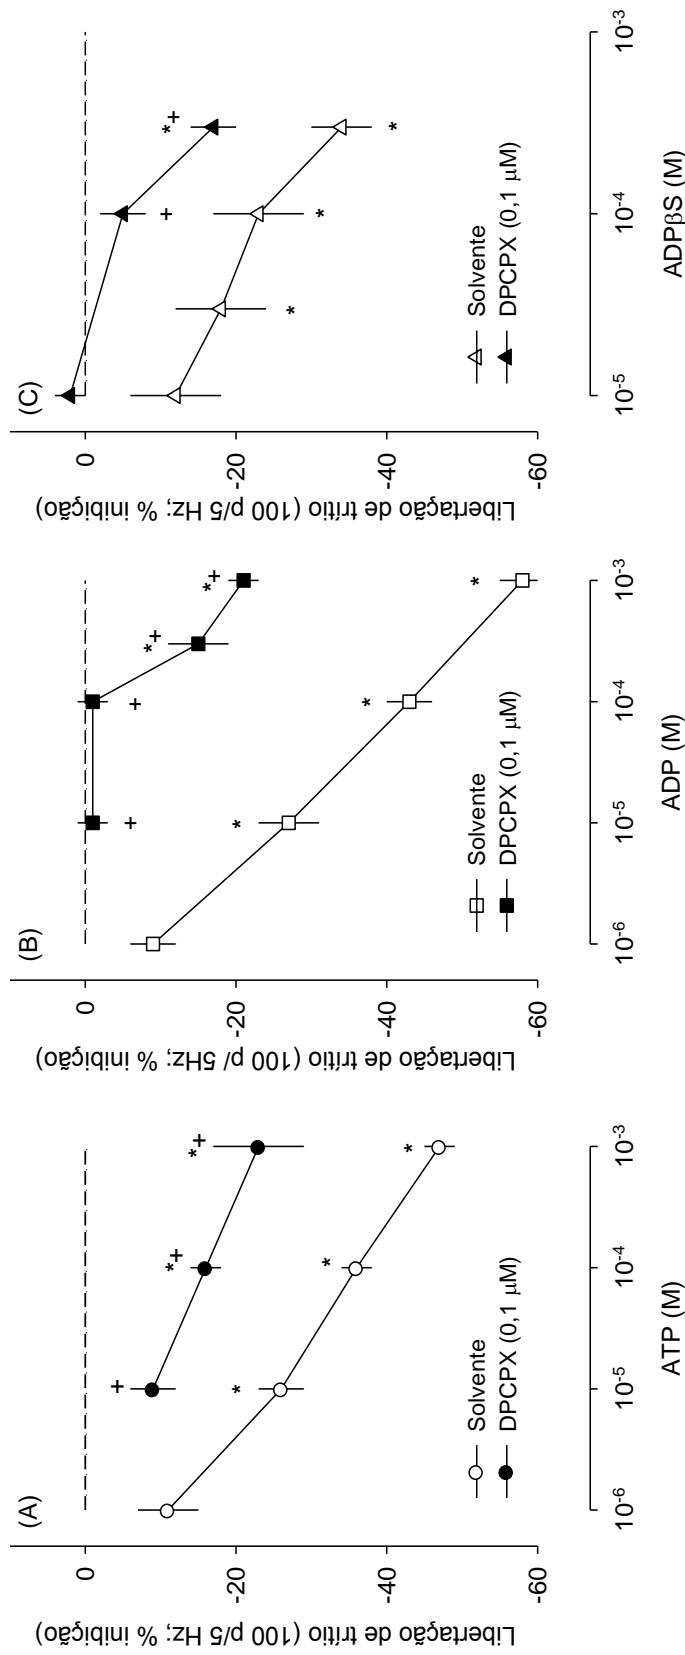 (A)
Libertação de trítio (100 p/5 Hz; % inibição)
0
-20
-40
-60
* + * + +
* * *
Solvente
DPCPX (0,1 µM)
10-6 10-5 10-4 10-3
ATP (M)
(B)
Libertação de trítio (100 p/ 5Hz; % inibição)
0
-20
-40
-60
+ + *+ *+
* * *
Solvente
DPCPX (0,1 µM)
10-6 10-5 10-4 10-3
ADP (M)
(C)
Libertação de trítio (100 p/5 Hz; % inibição)
0
-20
-40
-60
+ *+
* * *
Solvente
DPCPX (0,1 µM)
10-5 10-4 10-3
ADPβS (M)